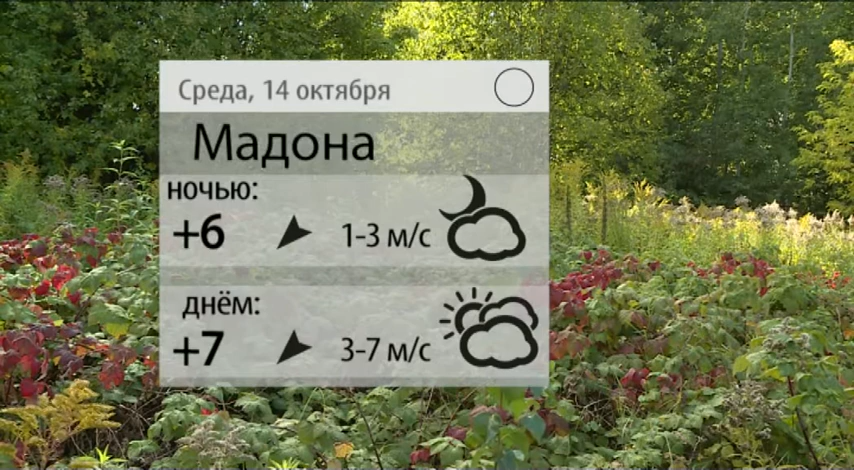 Среда, 14 октября
Мадона
ночью:
+6 1-3 м/с
днём:
+7 3-7 м/с